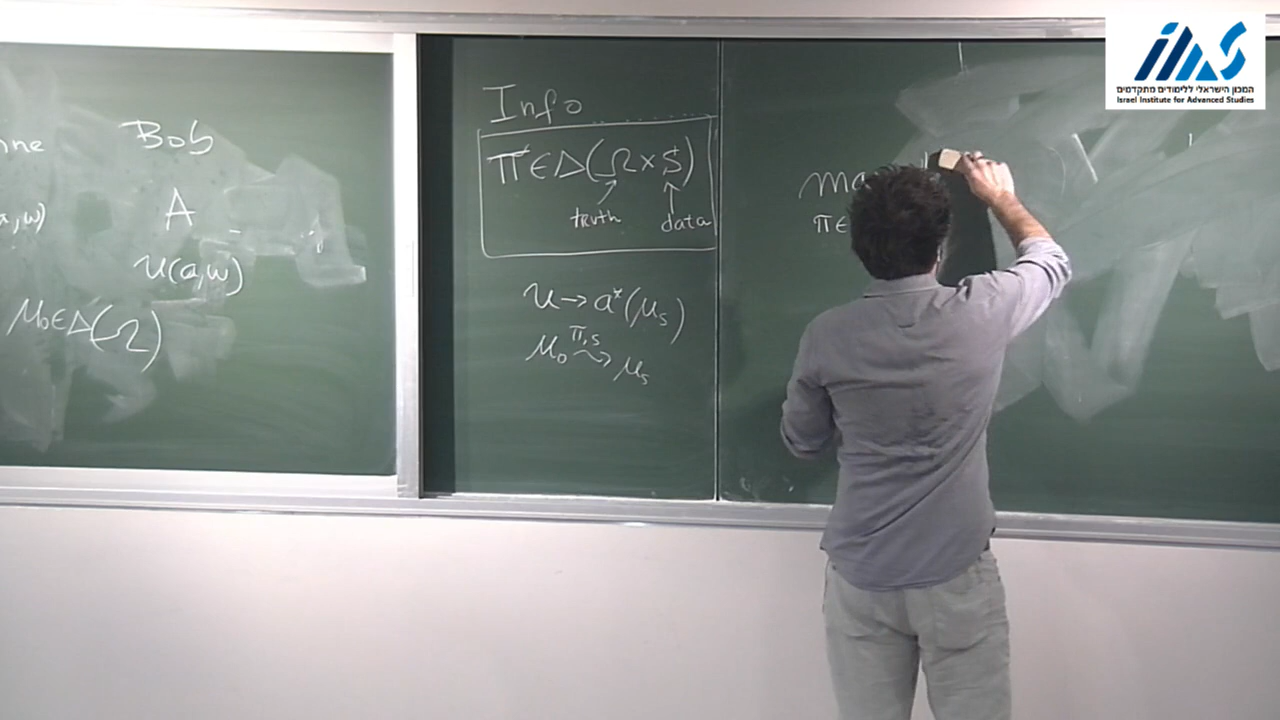 Bob
A
u(a,ω)
μ₀∈Δ(Ω)
Info
π∈Δ(Ω×S)
truth
data
u→a*(μₛ)
π,s
μ₀ ⇝ μₛ
π∈
המכון הישראלי ללימודים מתקדמים
Israel Institute for Advanced Studies